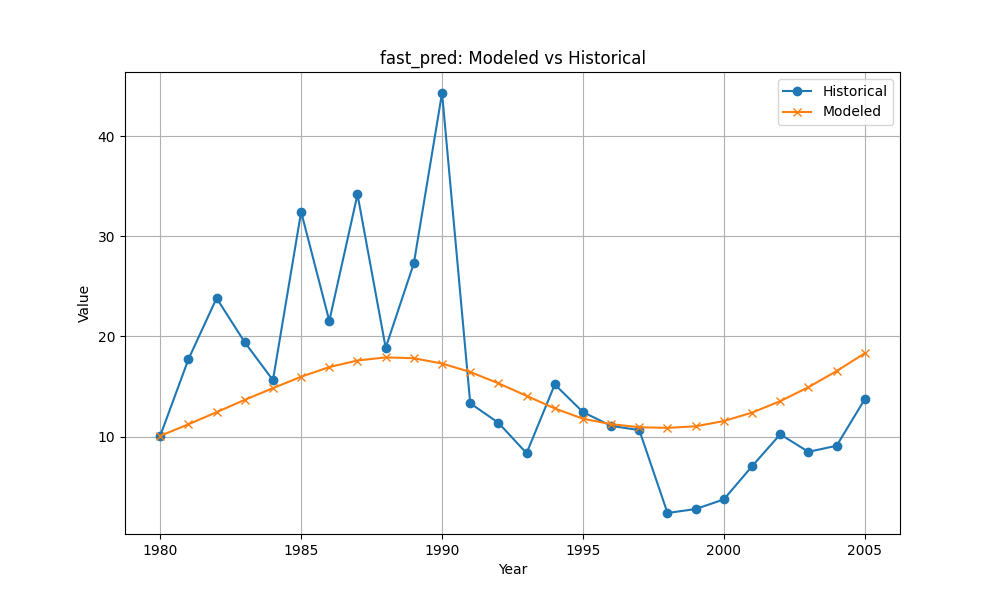 fast_pred: Modeled vs Historical
Historical
Modeled
Value
40
30
20
10
1980
1985
1990
1995
2000
2005
Year